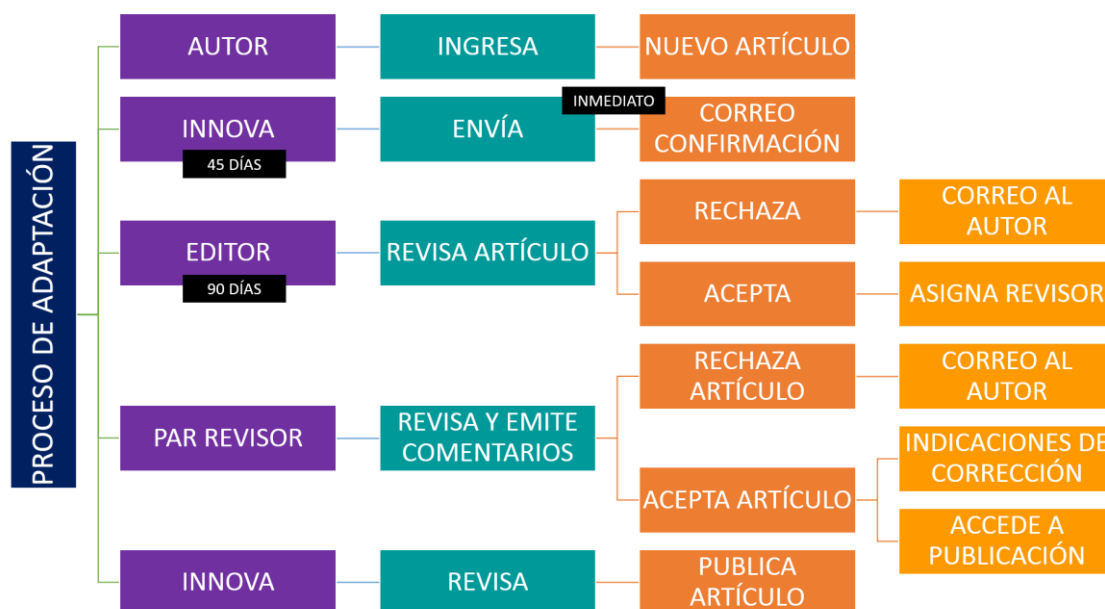 PROCESO DE ADAPTACIÓN
AUTOR
INGRESA
NUEVO ARTÍCULO
INNOVA
45 DÍAS
ENVÍA
INMEDIATO
CORREO
CONFIRMACIÓN
EDITOR
90 DÍAS
REVISA ARTÍCULO
RECHAZA
CORREO AL
AUTOR
ACEPTA
ASIGNA REVISOR
PAR REVISOR
REVISA Y EMITE
COMENTARIOS
RECHAZA
ARTÍCULO
CORREO AL
AUTOR
ACEPTA ARTÍCULO
INDICACIONES DE
CORRECCIÓN
ACCEDE A
PUBLICACIÓN
INNOVA
REVISA
PUBLICA
ARTÍCULO